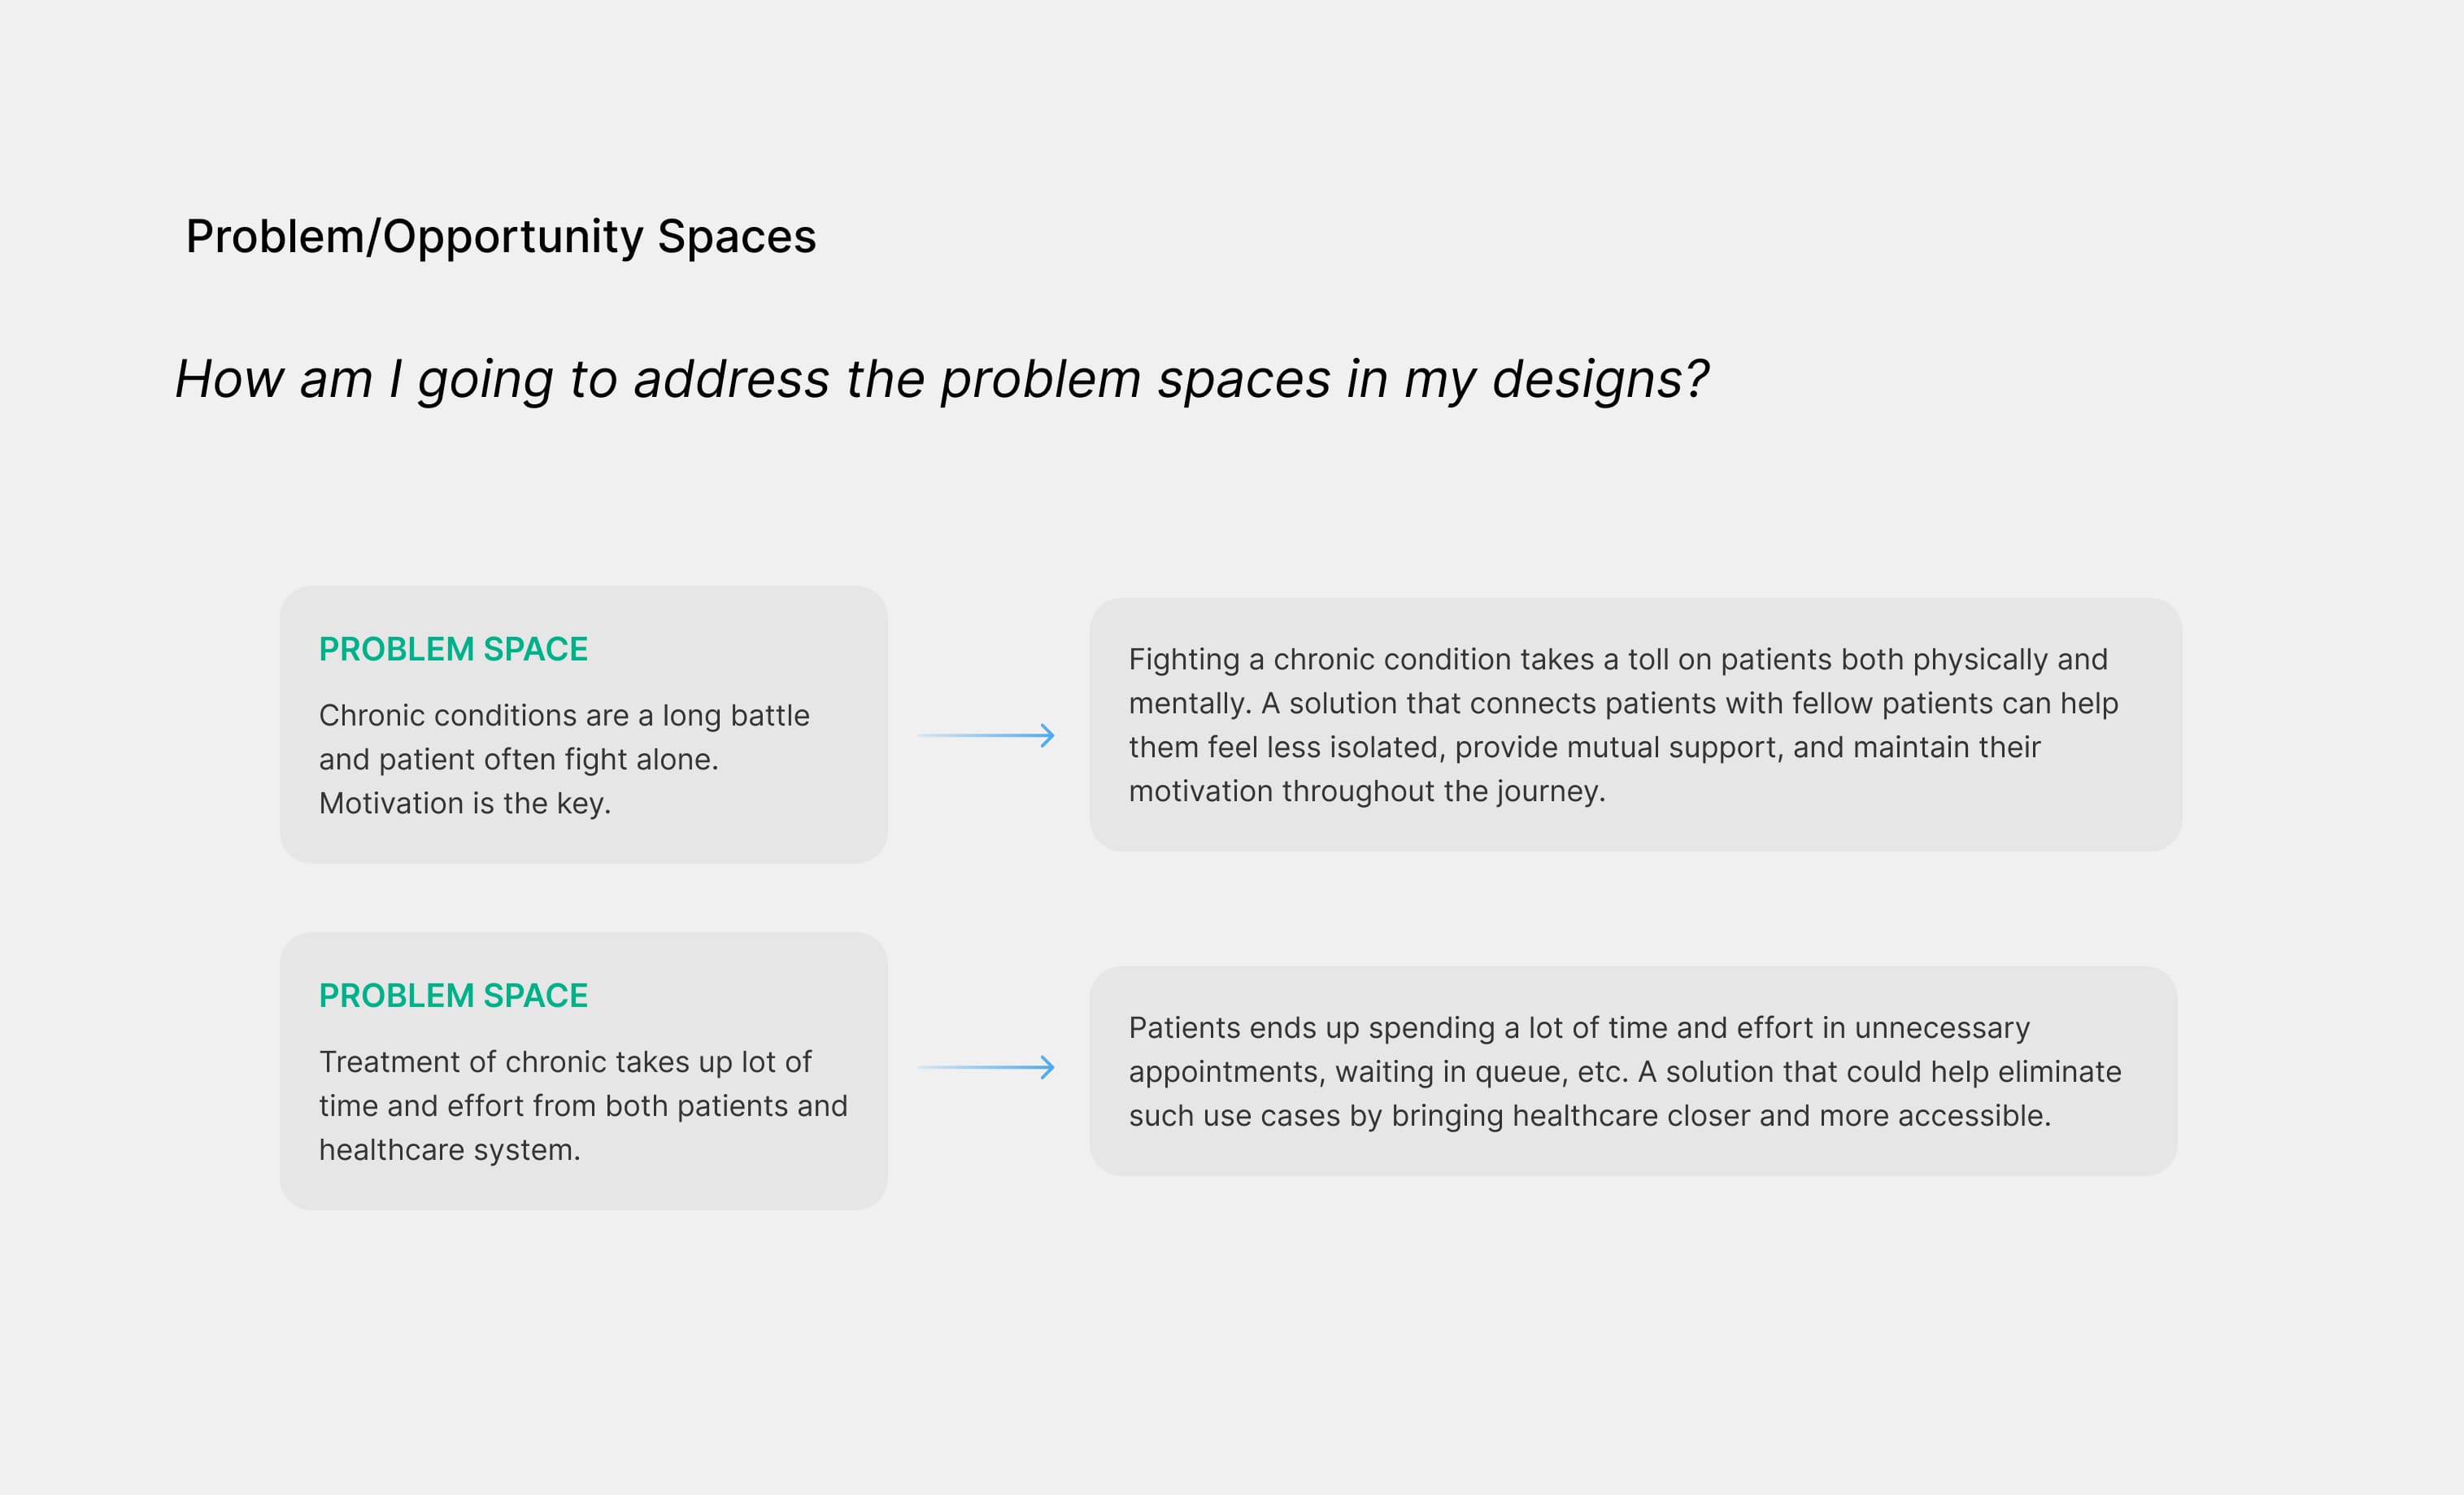 Problem/Opportunity Spaces
How am I going to address the problem spaces in my designs?
PROBLEM SPACE
Chronic conditions are a long battle
and patient often fight alone.
Motivation is the key.
Fighting a chronic condition takes a toll on patients both physically and
mentally. A solution that connects patients with fellow patients can help
them feel less isolated, provide mutual support, and maintain their
motivation throughout the journey.
PROBLEM SPACE
Treatment of chronic takes up lot of
time and effort from both patients and
healthcare system.
Patients ends up spending a lot of time and effort in unnecessary
appointments, waiting in queue, etc. A solution that could help eliminate
such use cases by bringing healthcare closer and more accessible.